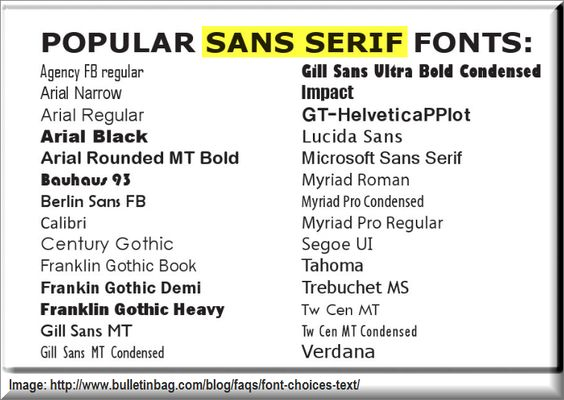 POPULAR SANS SERIF FONTS:
Agency FB regular
Arial Narrow
Arial Regular
Arial Black
Arial Rounded MT Bold
Bauhaus 93
Berlin Sans FB
Calibri
Century Gothic
Franklin Gothic Book
Frankin Gothic Demi
Franklin Gothic Heavy
Gill Sans MT
Gill Sans MT Condensed
Gill Sans Ultra Bold Condensed
Impact
GT-HelveticaPPlot
Lucida Sans
Microsoft Sans Serif
Myriad Roman
Myriad Pro Condensed
Myriad Pro Regular
Segoe UI
Tahoma
Trebuchet MS
Tw Cen MT
Tw Cen MT Condensed
Verdana
Image: http://www.bulletinbag.com/blog/faqs/font-choices-text/